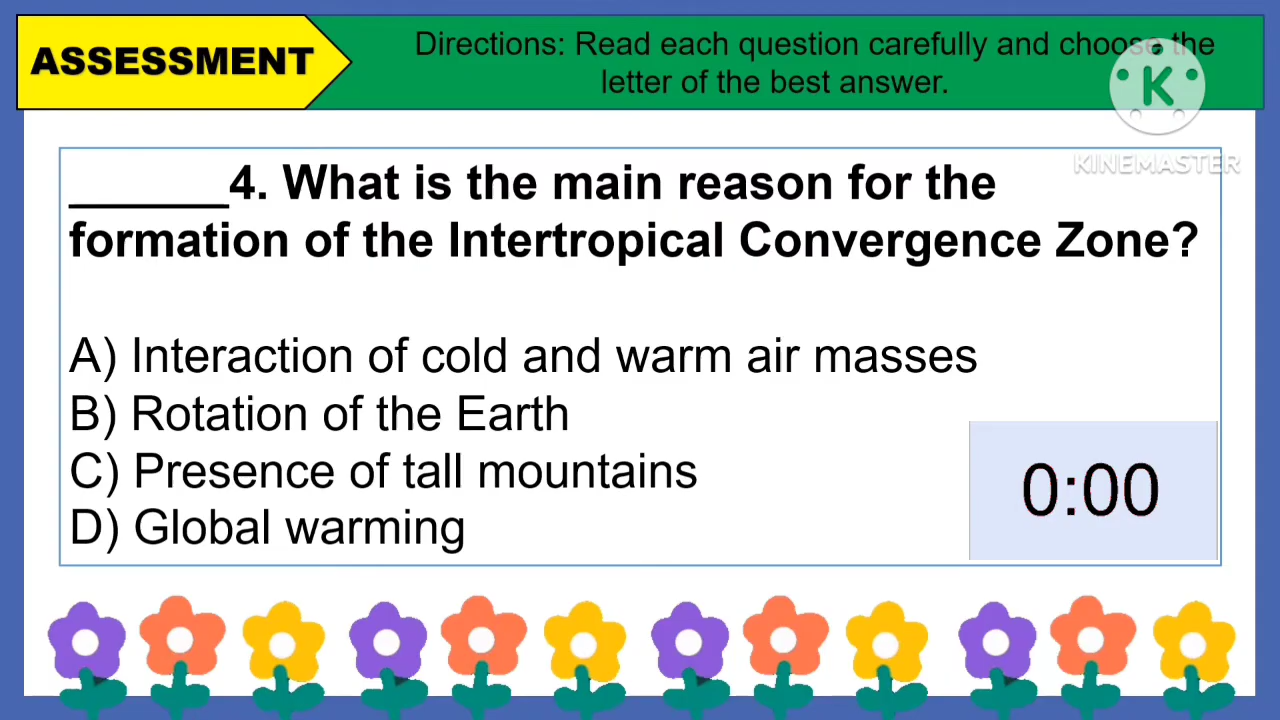 ASSESSMENT
Directions: Read each question carefully and choose the
letter of the best answer.
K
KINEMASTER
______4. What is the main reason for the
formation of the Intertropical Convergence Zone?
A) Interaction of cold and warm air masses
B) Rotation of the Earth
C) Presence of tall mountains
D) Global warming
0:00